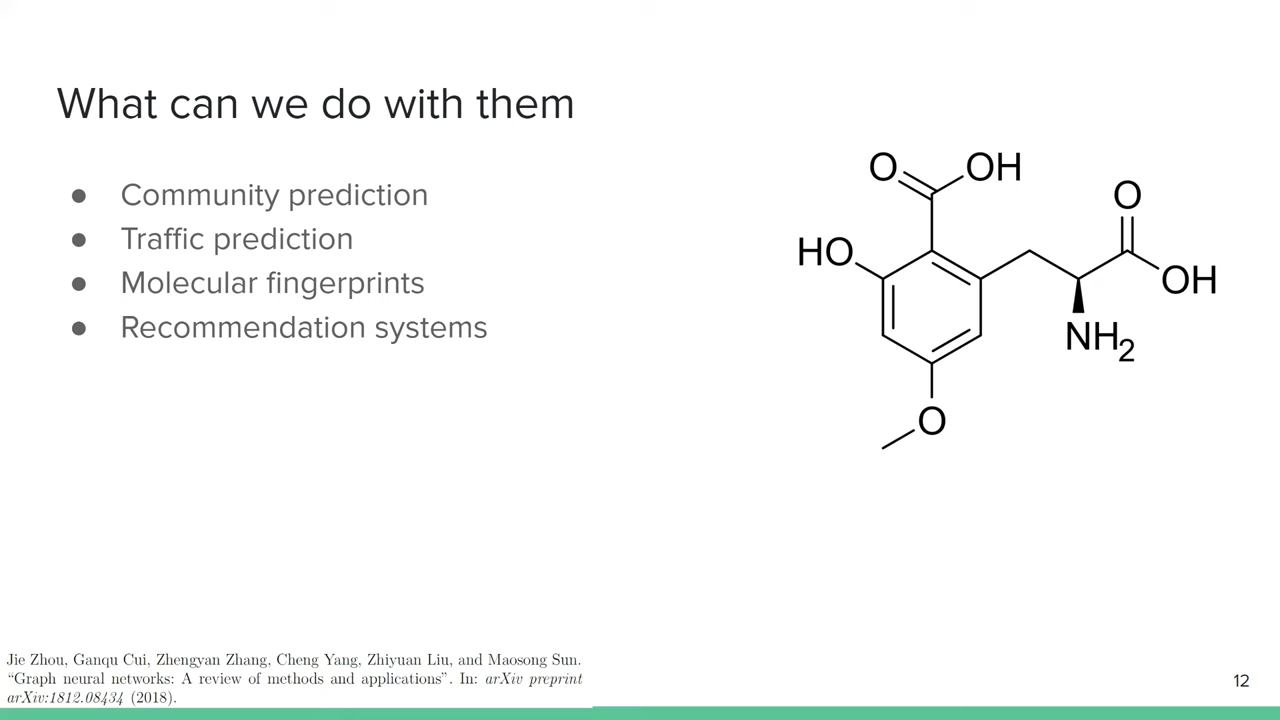 What can we do with them
● Community prediction
● Traffic prediction
● Molecular fingerprints
● Recommendation systems
O
OH
O
HO
OH
NH2
O
Jie Zhou, Ganqu Cui, Zhengyan Zhang, Cheng Yang, Zhiyuan Liu, and Maosong Sun.
“Graph neural networks: A review of methods and applications”. In: arXiv preprint
arXiv:1812.08434 (2018).
12